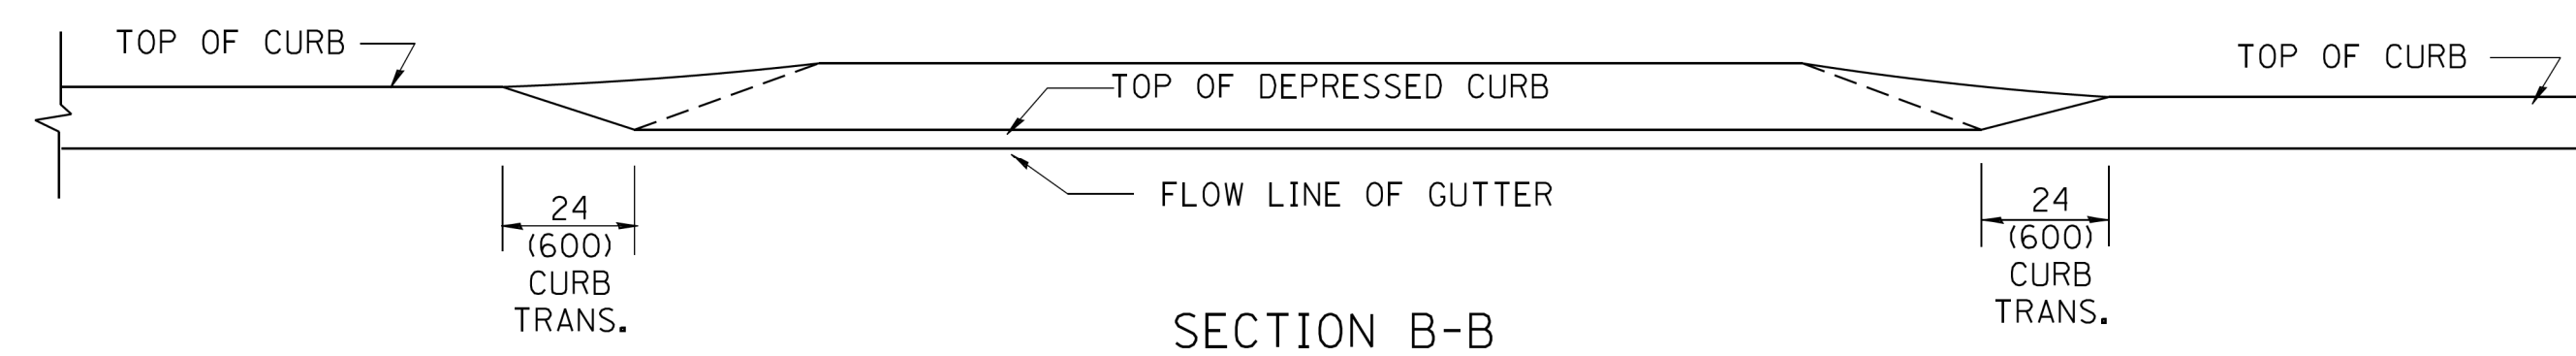 TOP OF CURB
TOP OF CURB
TOP OF DEPRESSED CURB
FLOW LINE OF GUTTER
24
(600)
CURB
TRANS.
24
(600)
CURB
TRANS.
SECTION B-B